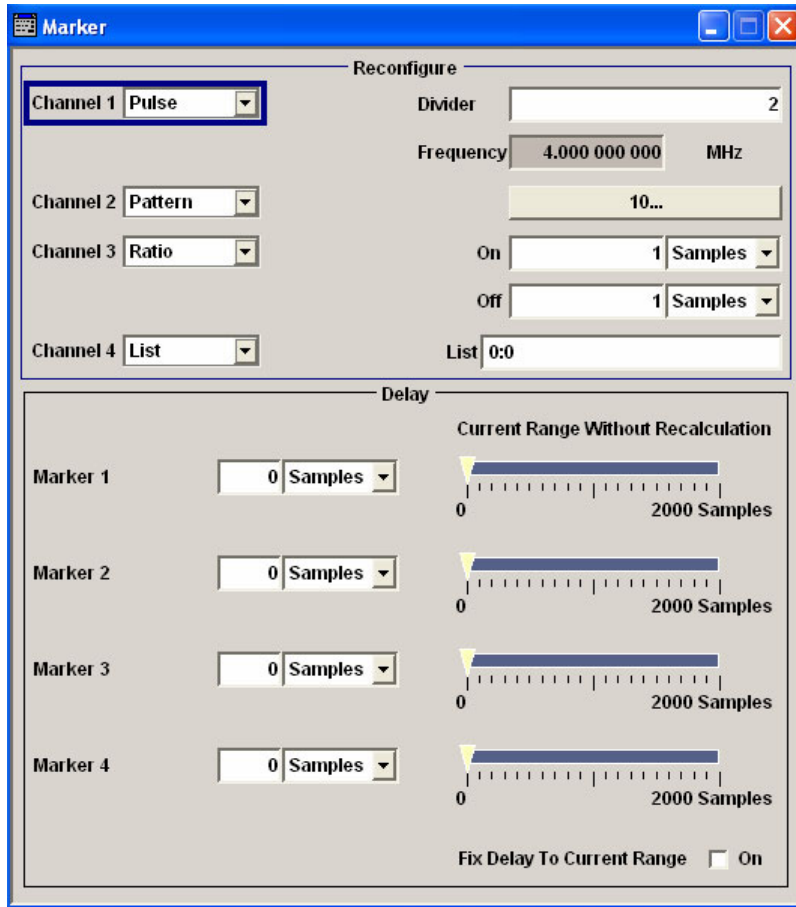 Marker
Reconfigure
Channel 1 Pulse Divider 2
Frequency 4.000 000 000 MHz
Channel 2 Pattern 10...
Channel 3 Ratio On 1 Samples
Off 1 Samples
Channel 4 List List 0:0
Delay
Current Range Without Recalculation
Marker 1 0 Samples
0 2000 Samples
Marker 2 0 Samples
0 2000 Samples
Marker 3 0 Samples
0 2000 Samples
Marker 4 0 Samples
0 2000 Samples
Fix Delay To Current Range On